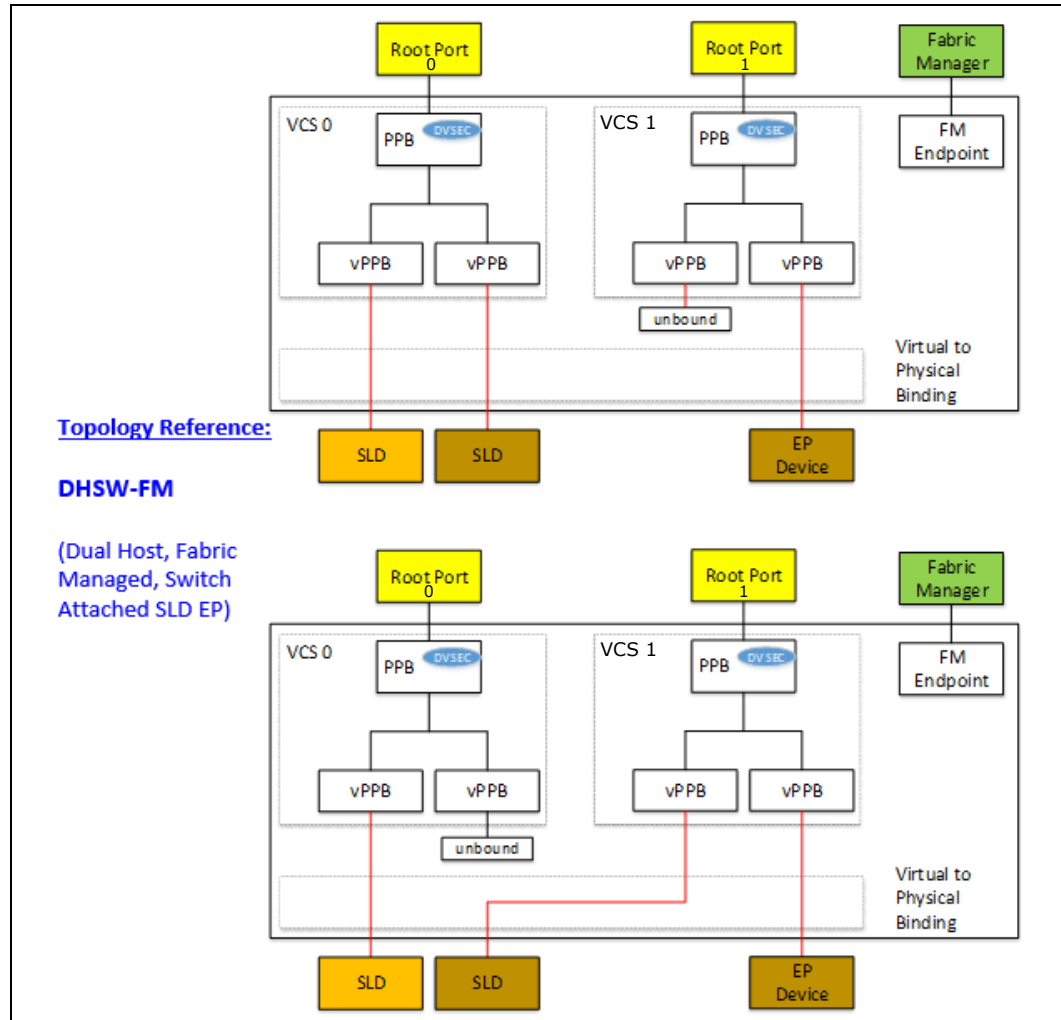 Root Port
0
Root Port
1
Fabric
Manager
VCS 0
PPB
DVSEC
VCS 1
PPB
DVSEC
FM
Endpoint
vPPB
vPPB
vPPB
vPPB
unbound
Virtual to
Physical
Binding
Topology Reference:
SLD
SLD
EP
Device
DHSW-FM
(Dual Host, Fabric
Managed, Switch
Attached SLD EP)
Root Port
0
Root Port
1
Fabric
Manager
VCS 0
PPB
DVSEC
VCS 1
PPB
DVSEC
FM
Endpoint
vPPB
vPPB
vPPB
vPPB
unbound
Virtual to
Physical
Binding
SLD
SLD
EP
Device